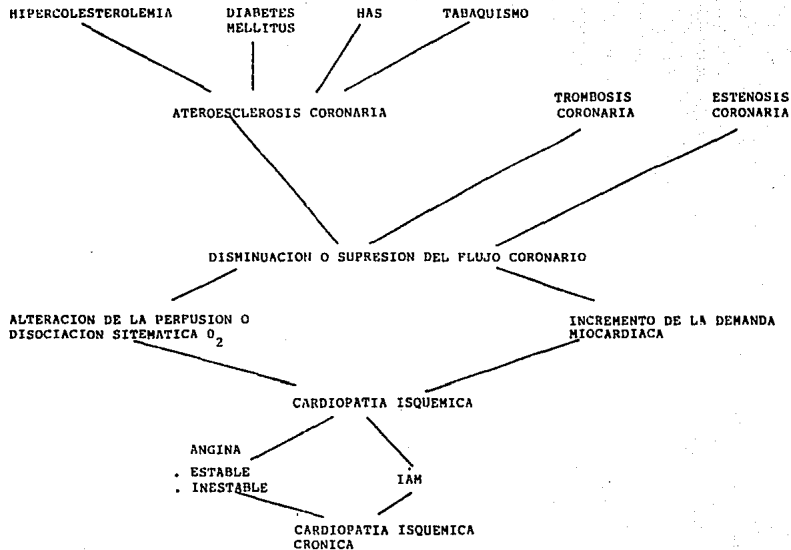 HIPERCOLESTEROLEMIA
DIABETES
MELLITUS
HAS
TABAQUISMO
ATEROESCLEROSIS CORONARIA
TROMBOSIS
CORONARIA
ESTENOSIS
CORONARIA
DISMINUACION O SUPRESION DEL FLUJO CORONARIO
ALTERACION DE LA PERFUSION O
DISOCIACION SITEMATICA O2
INCREMENTO DE LA DEMANDA
MIOCARDIACA
CARDIOPATIA ISQUEMICA
ANGINA
. ESTABLE
. INESTABLE
IAM
CARDIOPATIA ISQUEMICA
CRONICA